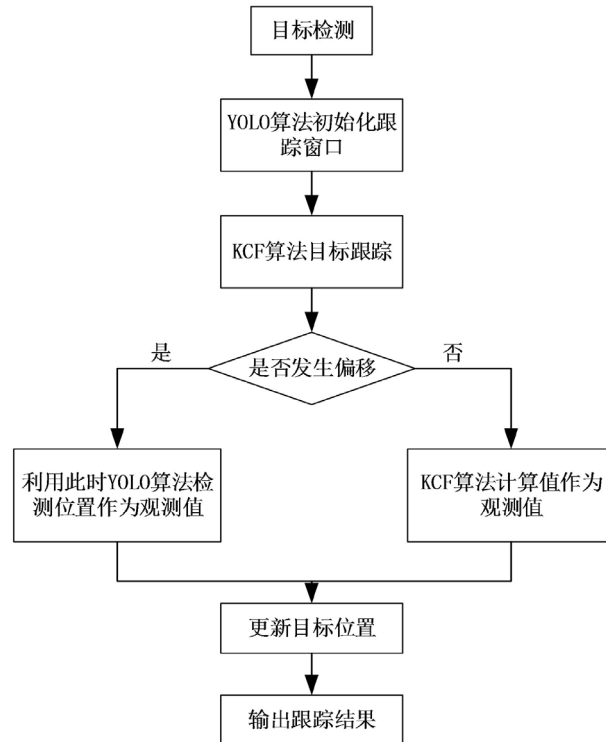 目标检测
YOLO算法初始化跟
踪窗口
KCF算法目标跟踪
是
是否发生偏移
否
利用此时YOLO算法检
测位置作为观测值
KCF算法计算值作为
观测值
更新目标位置
输出跟踪结果